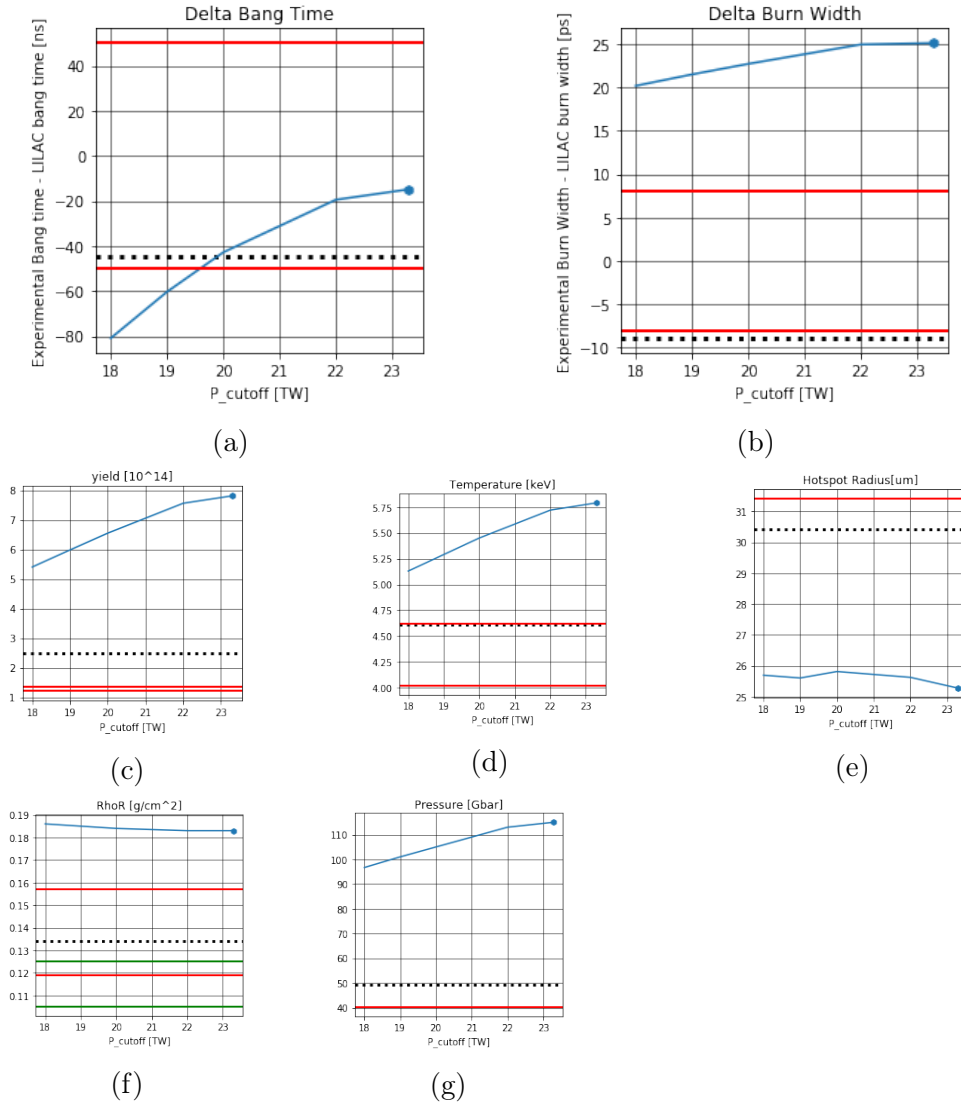 Delta Bang Time
Experimental Bang time - LILAC bang time [ns]
40
20
0
−20
−40
−60
−80
18 19 20 21 22 23
P_cutoff [TW]
(a)
Delta Burn Width
Experimental Burn Width - LILAC burn width [ps]
25
20
15
10
5
0
−5
−10
18 19 20 21 22 23
P_cutoff [TW]
(b)
yield [10^14]
8
7
6
5
4
3
2
1
18 19 20 21 22 23
P_cutoff [TW]
(c)
Temperature [keV]
5.75
5.50
5.25
5.00
4.75
4.50
4.25
4.00
18 19 20 21 22 23
P_cutoff [TW]
(d)
Hotspot Radius[um]
31
30
29
28
27
26
25
18 19 20 21 22 23
P_cutoff [TW]
(e)
RhoR [g/cm^2]
0.19
0.18
0.17
0.16
0.15
0.14
0.13
0.12
0.11
18 19 20 21 22 23
P_cutoff [TW]
(f)
Pressure [Gbar]
110
100
90
80
70
60
50
40
18 19 20 21 22 23
P_cutoff [TW]
(g)